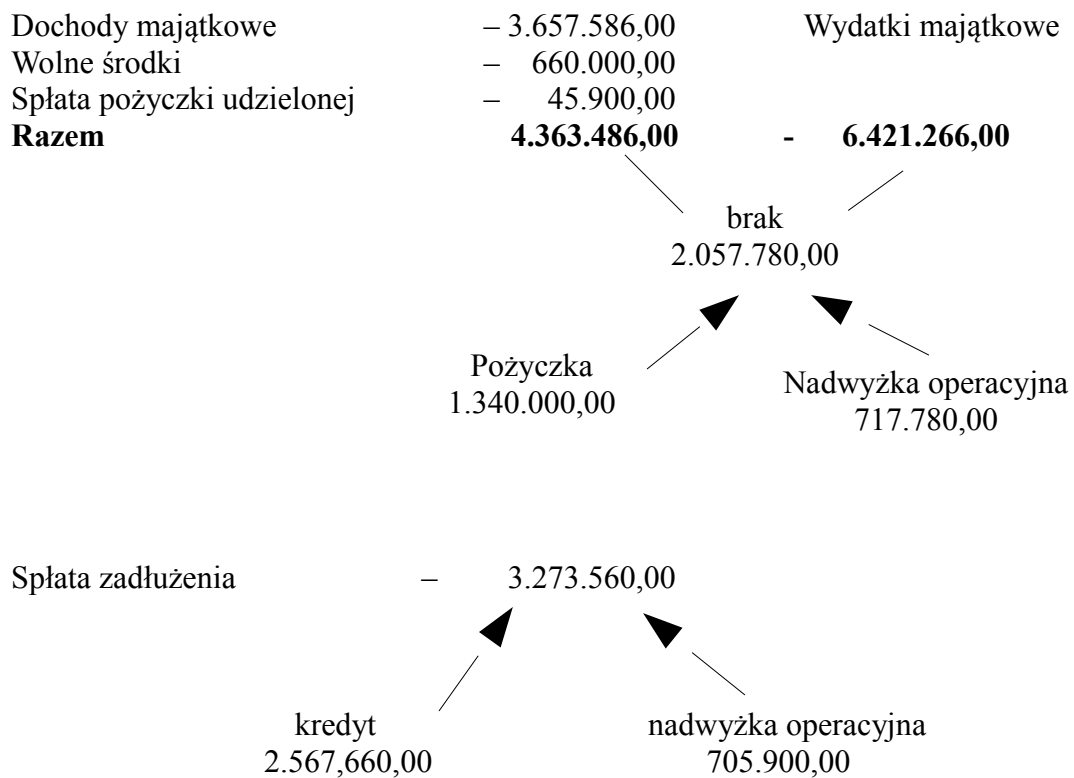 Dochody majątkowe – 3.657.586,00 Wydatki majątkowe
Wolne środki – 660.000,00
Spłata pożyczki udzielonej – 45.900,00
Razem 4.363.486,00 - 6.421.266,00
brak
2.057.780,00
Pożyczka
1.340.000,00
Nadwyżka operacyjna
717.780,00
Spłata zadłużenia – 3.273.560,00
kredyt
2.567,660,00
nadwyżka operacyjna
705.900,00